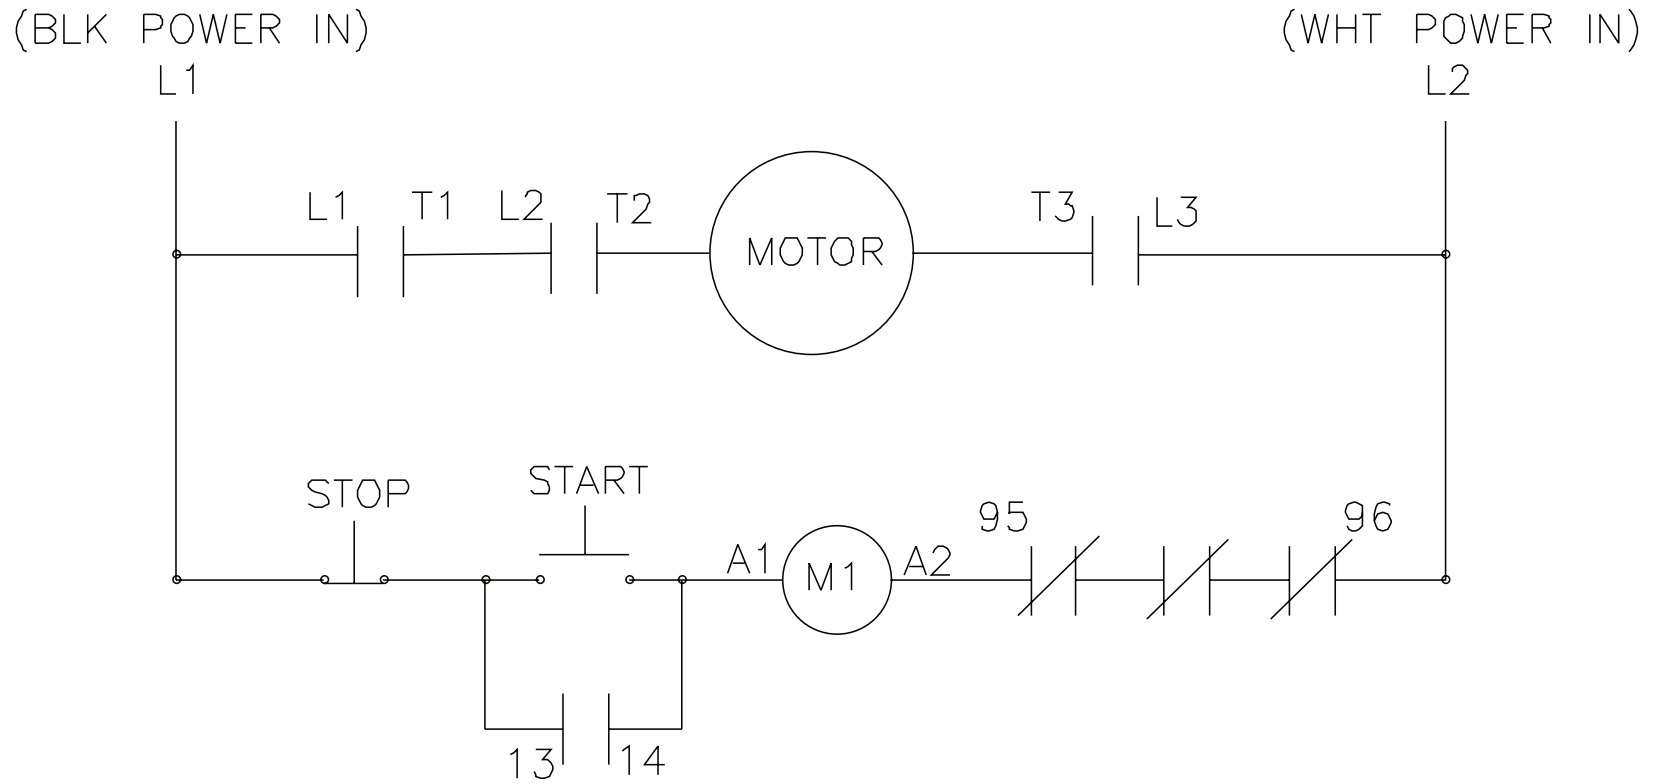 (BLK POWER IN) (WHT POWER IN)
L1 L2
L1 T1 L2 T2 MOTOR T3 L3
STOP START 95 96
A1 M1 A2
13 14